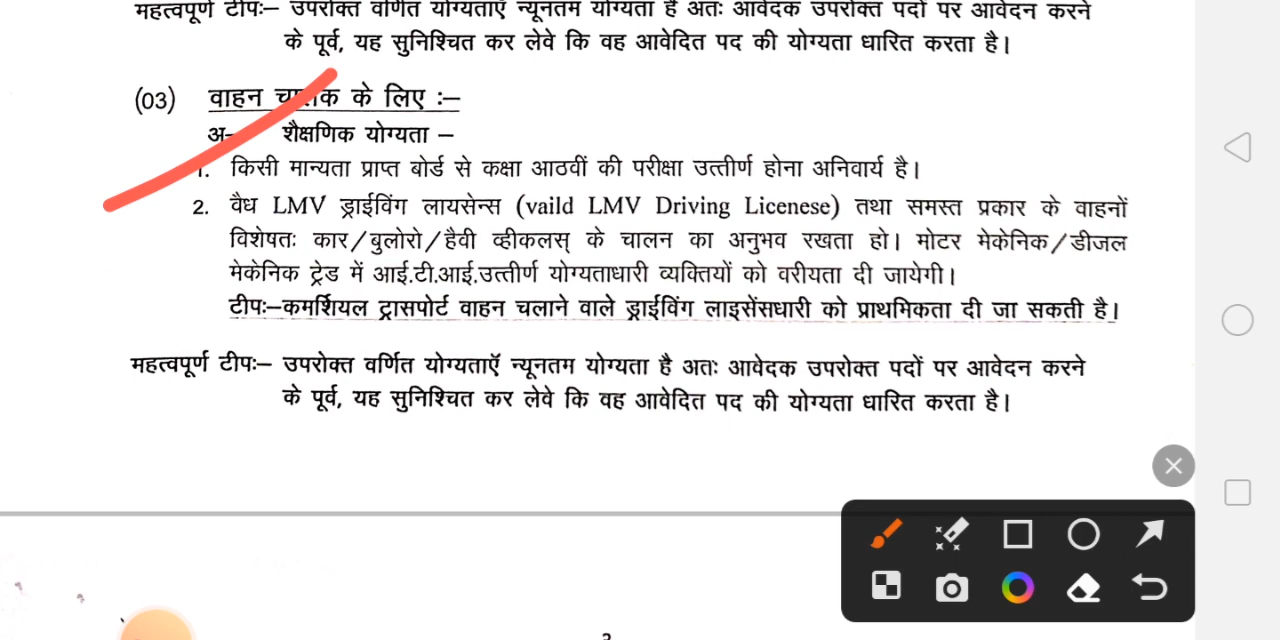 महत्वपूर्ण टीपः– उपरोक्त वर्णित योग्यताऍ न्यूनतम योग्यता है अतः आवेदक उपरोक्त पदों पर आवेदन करने
के पूर्व, यह सुनिश्चित कर लेवे कि वह आवेदित पद की योग्यता धारित करता है।
(03) वाहन चालक के लिए :–
अ– शैक्षणिक योग्यता –
1. किसी मान्यता प्राप्त बोर्ड से कक्षा आठवीं की परीक्षा उत्तीर्ण होना अनिवार्य है।
2. वैध LMV ड्राईविंग लायसेन्स (vaild LMV Driving Licenese) तथा समस्त प्रकार के वाहनों
विशेषतः कार/बुलोरो/हैवी व्हीकलस् के चालन का अनुभव रखता हो। मोटर मेकेनिक/डीजल
मेकेनिक ट्रेड में आई.टी.आई.उत्तीर्ण योग्यताधारी व्यक्तियों को वरीयता दी जायेगी।
टीपः–कमर्शियल ट्रासपोर्ट वाहन चलाने वाले ड्राईविंग लाइसेंसधारी को प्राथमिकता दी जा सकती है।
महत्वपूर्ण टीपः– उपरोक्त वर्णित योग्यताऍ न्यूनतम योग्यता है अतः आवेदक उपरोक्त पदों पर आवेदन करने
के पूर्व, यह सुनिश्चित कर लेवे कि वह आवेदित पद की योग्यता धारित करता है।